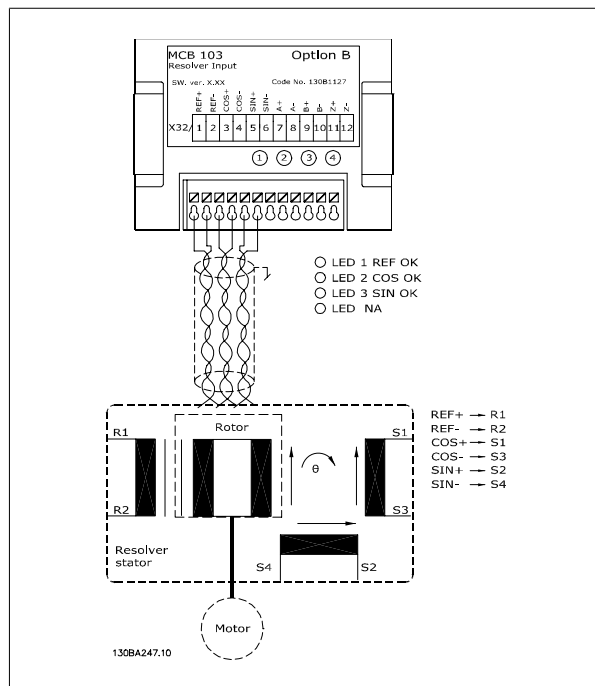 MCB 103 Option B
Resolver Input
SW. ver. X.XX Code No. 130B1127
REF+ REF- COS+ COS- SIN+ SIN- A+ A- B+ B- Z+ Z-
X32/ 1 2 3 4 5 6 7 8 9 10 11 12
1 2 3 4
LED 1 REF OK
LED 2 COS OK
LED 3 SIN OK
LED NA
Rotor
R1
S1
θ
R2
S3
Resolver
stator
S4 S2
Motor
REF+ → R1
REF- → R2
COS+ → S1
COS- → S3
SIN+ → S2
SIN- → S4
130BA247.10